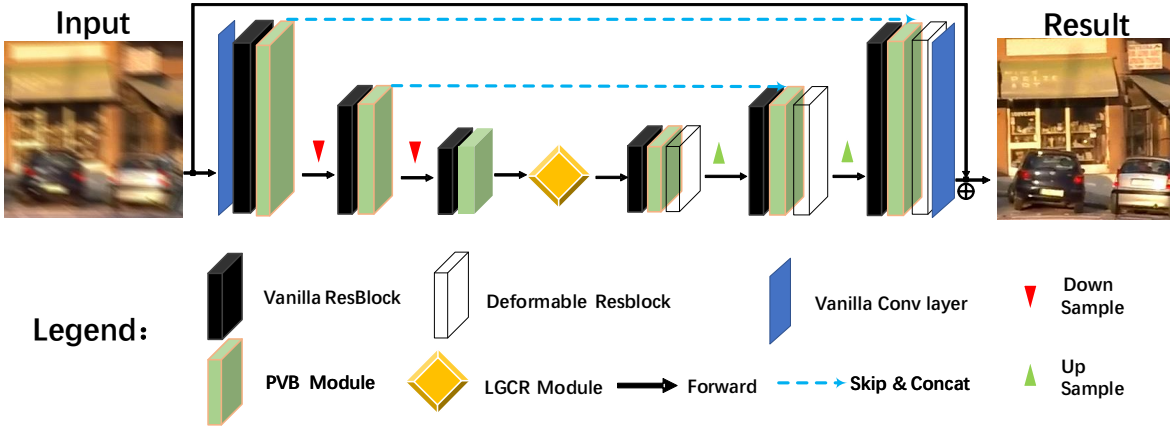 Input
Result
Vanilla ResBlock
Deformable Resblock
Vanilla Conv layer
Down
Sample
Legend：
PVB Module
LGCR Module
Forward
Skip & Concat
Up
Sample